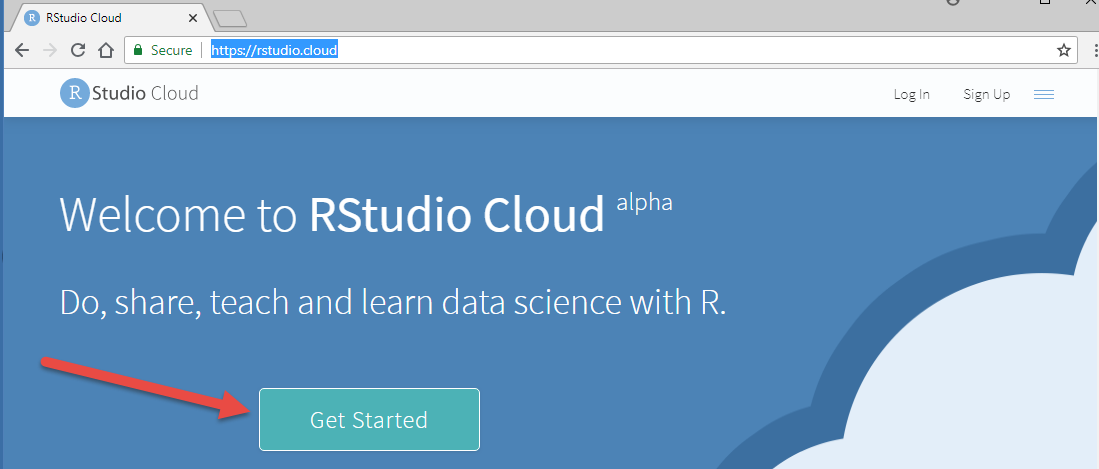 R RStudio Cloud
Secure https://rstudio.cloud
R Studio Cloud Log In Sign Up
Welcome to RStudio Cloud alpha
Do, share, teach and learn data science with R.
Get Started